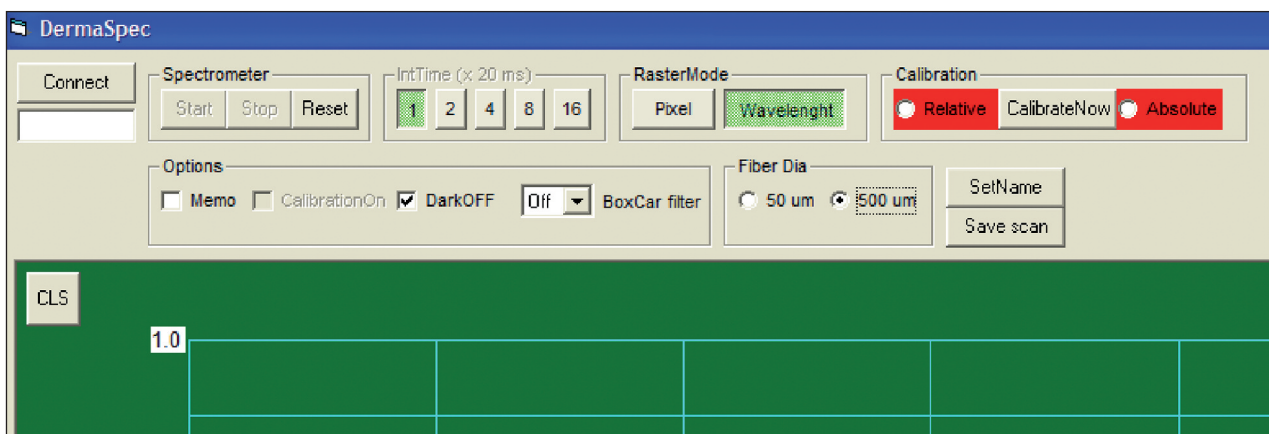 DermaSpec
Connect
Spectrometer
Start Stop Reset
IntTime (x 20 ms)
1 2 4 8 16
RasterMode
Pixel Wavelenght
Calibration
Relative CalibrateNow Absolute
Options
Memo CalibrationOn DarkOFF Off BoxCar filter
Fiber Dia
50 um 500 um
SetName
Save scan
CLS
1.0